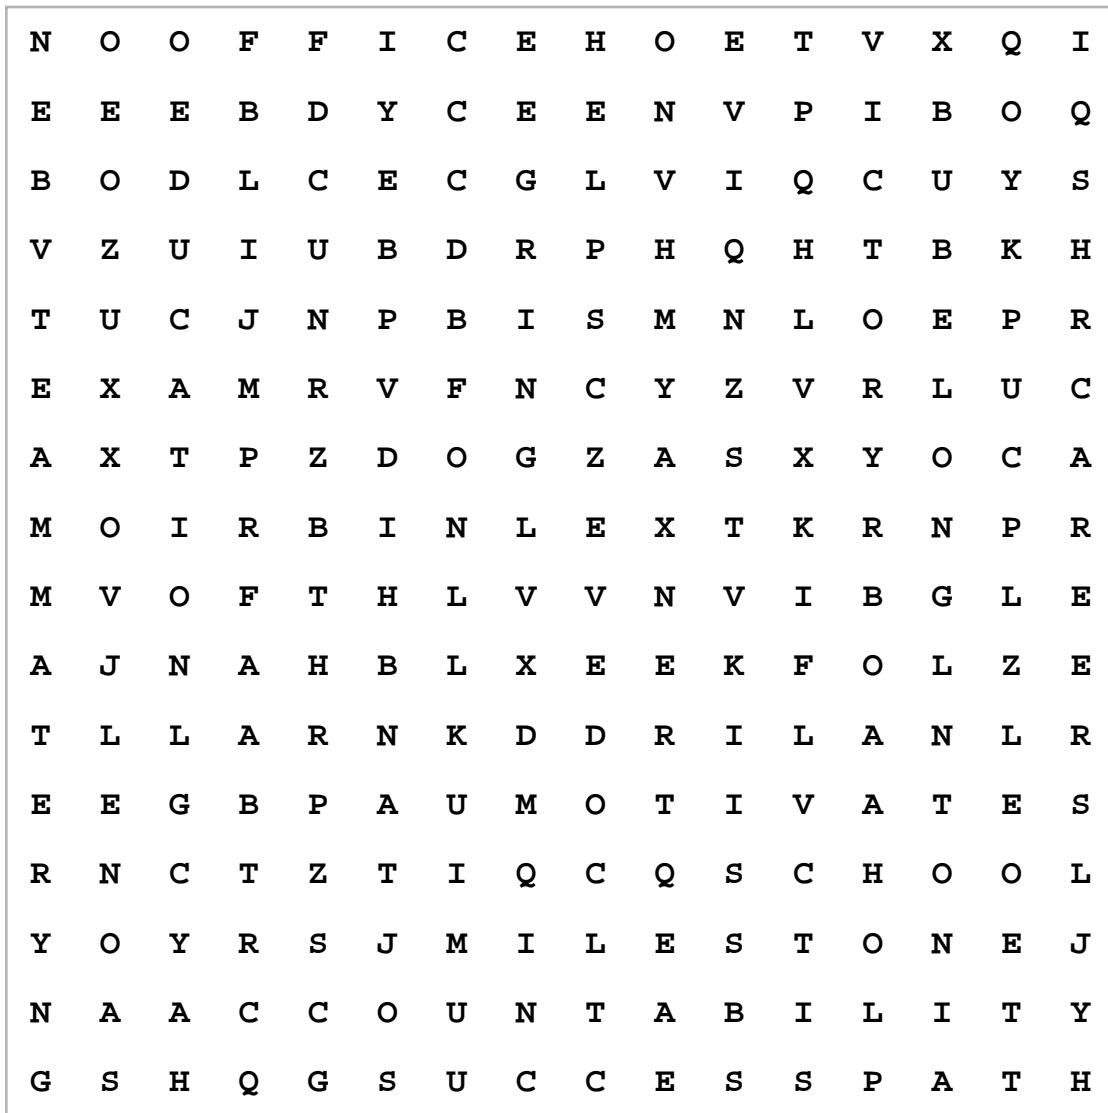 N O O F F I C E H O E T V X Q I
E E E B D Y C E E N V P I B O Q
B O D L C E C G L V I Q C U Y S
V Z U I U B D R P H Q H T B K H
T U C J N P B I S M N L O E P R
E X A M R V F N C Y Z V R L U C
A X T P Z D O G Z A S X Y O C A
M O I R B I N L E X T K R N P R
M V O F T H L V V N V I B G L E
A J N A H B L X E E K F O L Z E
T L L A R N K D D R I L A N L R
E E G B P A U M O T I V A T E S
R N C T Z T I Q C Q S C H O O L
Y O Y R S J M I L E S T O N E J
N A A C C O U N T A B I L I T Y
G S H Q G S U C C E S S P A T H